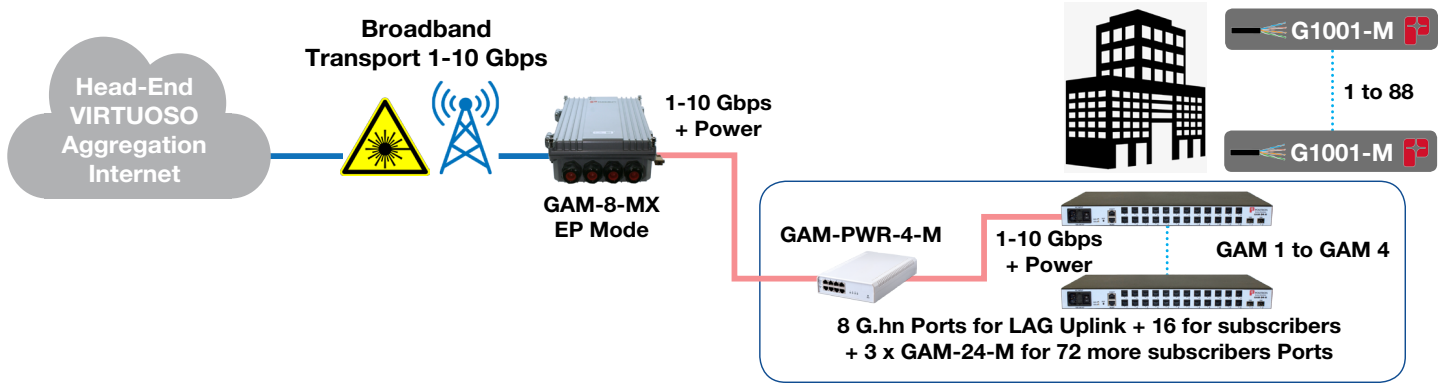 Head-End
VIRTUOSO
Aggregation
Internet
Broadband
Transport 1-10 Gbps
GAM-8-MX
EP Mode
1-10 Gbps
+ Power
G1001-M
1 to 88
G1001-M
GAM-PWR-4-M
1-10 Gbps
+ Power
GAM 1 to GAM 4
8 G.hn Ports for LAG Uplink + 16 for subscribers
+ 3 x GAM-24-M for 72 more subscribers Ports